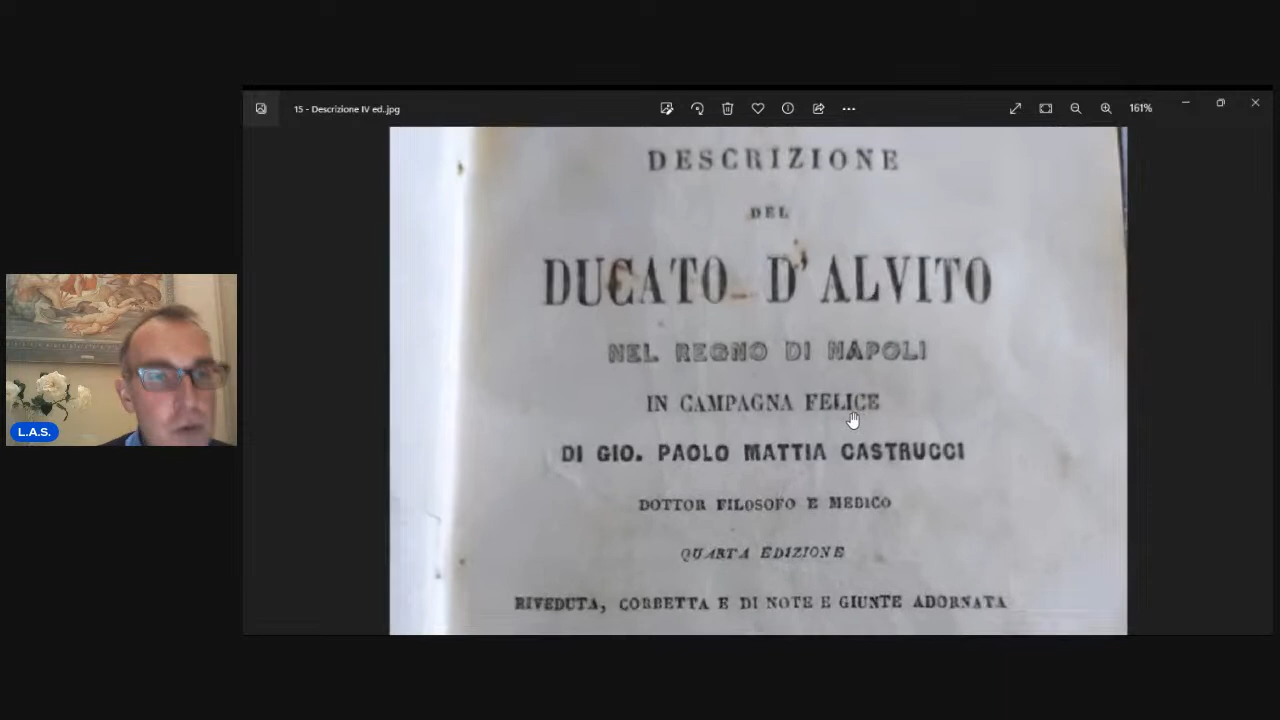 15 - Descrizione IV ed..jpg
161%
DESCRIZIONE
DEL
DUCATO D'ALVITO
NEL REGNO DI NAPOLI
IN CAMPAGNA FELICE
DI GIO. PAOLO MATTIA CASTRUCCI
DOTTOR FILOSOFO E MEDICO
QUARTA EDIZIONE
RIVEDUTA, CORRETTA E DI NOTE E GIUNTE ADORNATA
L.A.S.